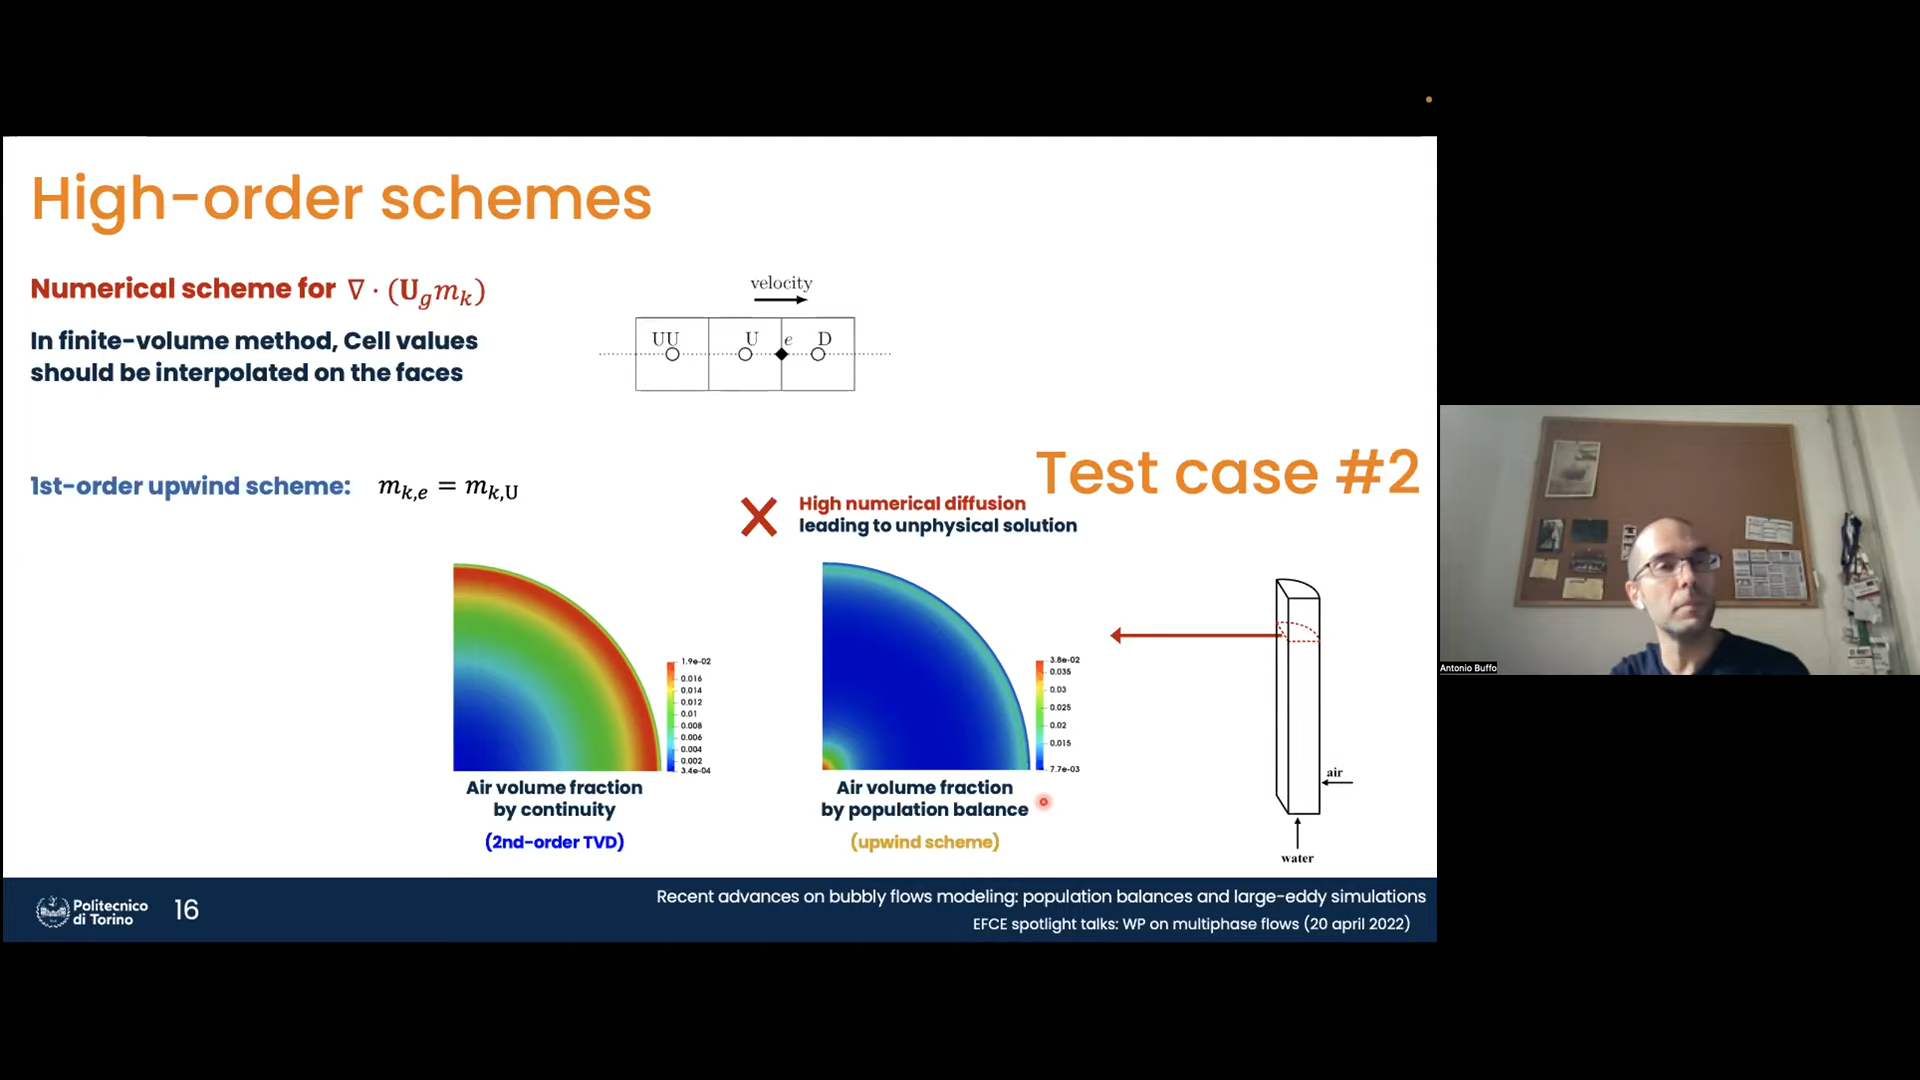 High-order schemes
Numerical scheme for ∇ · (U_g m_k)
In finite-volume method, Cell values
should be interpolated on the faces
velocity
UU U e D
1st-order upwind scheme: m_{k,e} = m_{k,U}
Test case #2
High numerical diffusion
leading to unphysical solution
1.9e-02
0.016
0.014
0.012
0.01
0.008
0.006
0.004
0.002
3.4e-04
Air volume fraction
by continuity
(2nd-order TVD)
3.8e-02
0.035
0.03
0.025
0.02
0.015
7.7e-03
Air volume fraction
by population balance
(upwind scheme)
air
water
Politecnico
di Torino
16
Recent advances on bubbly flows modeling: population balances and large-eddy simulations
EFCE spotlight talks: WP on multiphase flows (20 april 2022)
Antonio Buffo